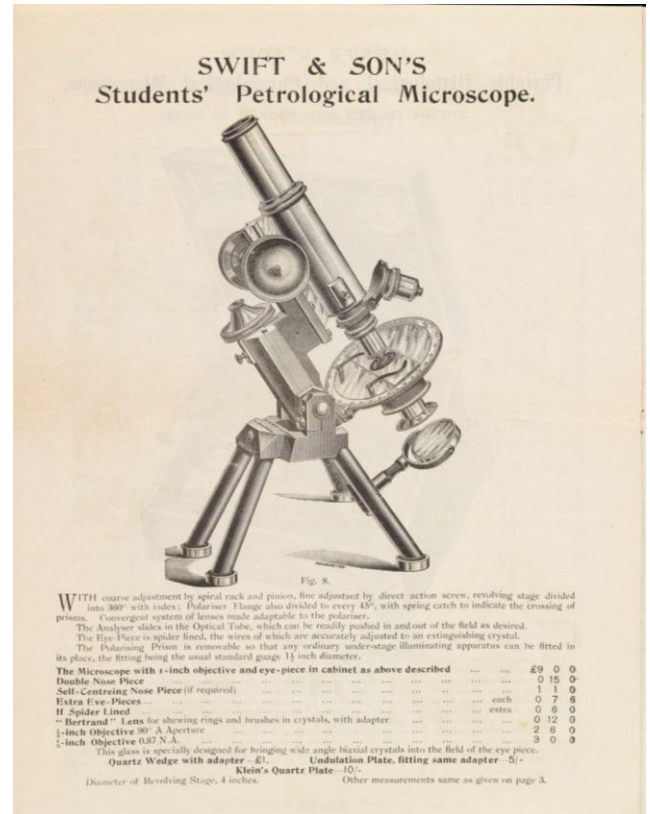 SWIFT & SON'S
Students' Petrological Microscope.
Fig. 8.
WITH coarse adjustment by spiral rack and pinion, fine adjustant by direct action screw, revolving stage divided
into 360° with index; Polariser Flange also divided to every 45°, with spring catch to indicate the crossing of
prisms. Convergent system of lenses made adaptable to the polariser.
The Analyser slides in the Optical Tube, which can be readily pushed in and out of the field as desired.
The Eye-Piece is spider lined, the wires of which are accurately adjusted to an extinguishing crystal.
The Polarising Prism is removable so that any ordinary under-stage illuminating apparatus can be fitted in
its place, the fitting being the usual standard guage 1½ inch diameter.
The Microscope with 1-inch objective and eye-piece in cabinet as above described ... ... £9 0 0
Double Nose Piece ... ... ... ... ... ... ... ... ... 0 15 0
Self-Centreing Nose Piece (if required) ... ... ... ... ... ... ... 1 1 0
Extra Eye-Pieces ... ... ... ... ... ... ... ... each 0 7 6
If Spider Lined ... ... ... ... ... ... ... ... extra 0 6 0
"Bertrand" Lens for shewing rings and brushes in crystals, with adapter ... ... ... 0 12 0
-inch Objective 90° A Aperture ... ... ... ... ... ... ... 2 6 0
-inch Objective 0.87 N.A. ... ... ... ... ... ... ... 3 0 0
This glass is specially designed for bringing wide angle biaxial crystals into the field of the eye piece.
Quartz Wedge with adapter—£1. Undulation Plate, fitting same adapter—5/-
Klein's Quartz Plate—10/-
Diameter of Revolving Stage, 4 inches. Other measurements same as given on page 3.